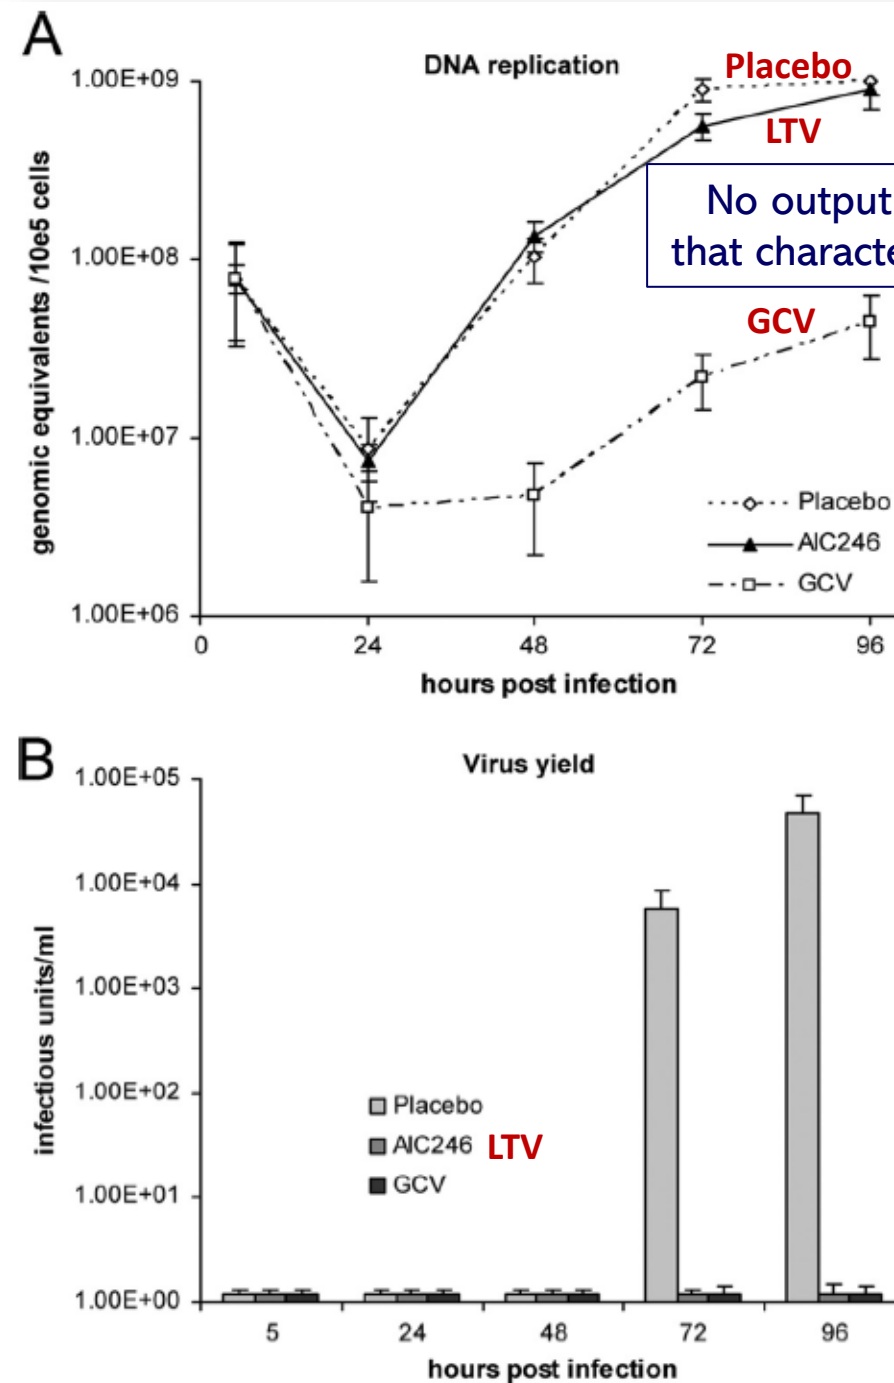 A
DNA replication
Placebo
LTV
No output
that
GCV
genomic equivalents /10e5 cells
1.00E+09
1.00E+08
1.00E+07
1.00E+06
Placebo
AIC246
GCV
0 24 48 72 96
hours post infection
B
Virus yield
infectious units/ml
1.00E+05
1.00E+04
1.00E+03
1.00E+02
1.00E+01
1.00E+00
Placebo
AIC246 LTV
GCV
5 24 48 72 96
hours post infection